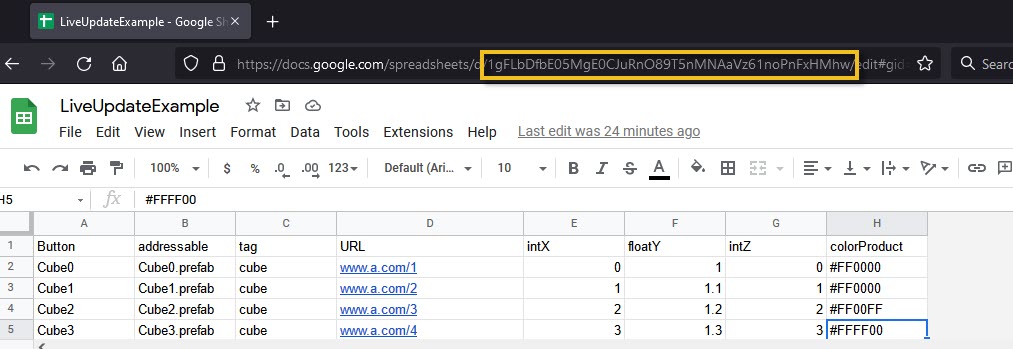 LiveUpdateExample - Google Sh
https://docs.google.com/spreadsheets/d/1gFLbDfbE05MgE0CJuRnO89T5nMNAaVz61noPnFxHMhw/edit#gid=
Sear
LiveUpdateExample
File Edit View Insert Format Data Tools Extensions Help Last edit was 24 minutes ago
100% $ % .0 .00 123 Default (Ari... 10 B I S A
H5 fx #FFFF00
A B C D E F G H
1 Button addressable tag URL intX floatY intZ colorProduct
2 Cube0 Cube0.prefab cube www.a.com/1 0 1 0 #FF0000
3 Cube1 Cube1.prefab cube www.a.com/2 1 1.1 1 #FF0000
4 Cube2 Cube2.prefab cube www.a.com/3 2 1.2 2 #FF00FF
5 Cube3 Cube3.prefab cube www.a.com/4 3 1.3 3 #FFFF00